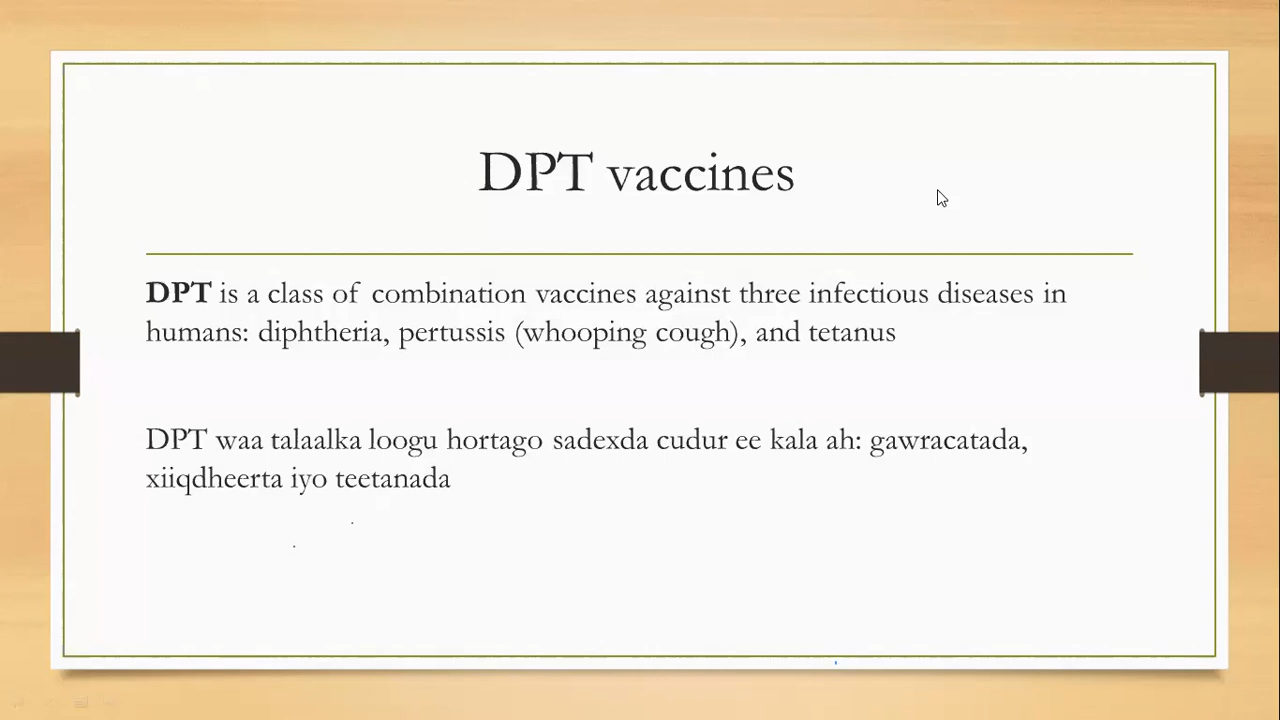 DPT vaccines
DPT is a class of combination vaccines against three infectious diseases in
humans: diphtheria, pertussis (whooping cough), and tetanus
DPT waa talaalka loogu hortago sadexda cudur ee kala ah: gawracatada,
xiiqdheerta iyo teetanada